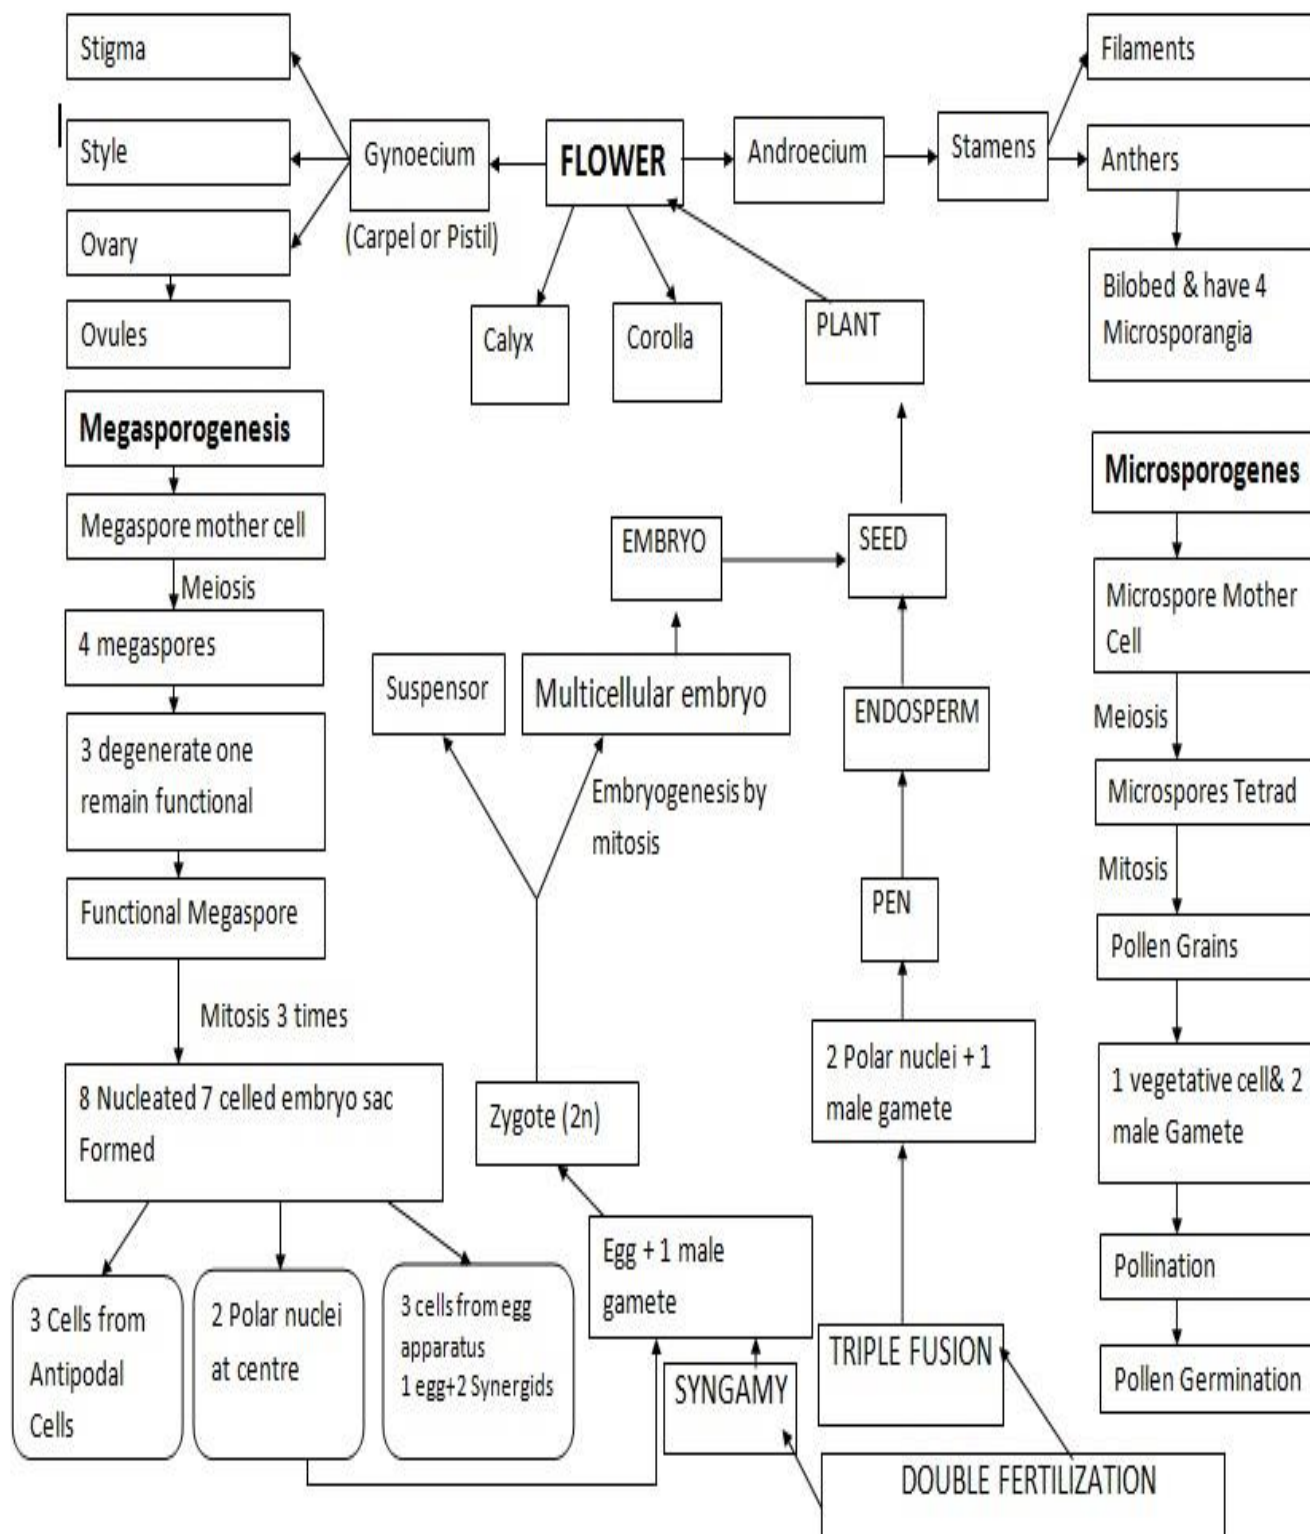 Stigma
Style
Ovary
Ovules
Gynoecium
(Carpel or Pistil)
FLOWER
Calyx
Corolla
Androecium
Stamens
Filaments
Anthers
Bilobed & have 4
Microsporangia
PLANT
Megasporogenesis
Megaspore mother cell
Meiosis
4 megaspores
3 degenerate one
remain functional
Functional Megaspore
Mitosis 3 times
8 Nucleated 7 celled embryo sac
Formed
3 Cells from
Antipodal
Cells
2 Polar nuclei
at centre
3 cells from egg
apparatus
1 egg+2 Synergids
EMBRYO
SEED
Suspensor
Multicellular embryo
Embryogenesis by
mitosis
ENDOSPERM
PEN
2 Polar nuclei + 1
male gamete
Zygote (2n)
Egg + 1 male
gamete
SYNGAMY
TRIPLE FUSION
DOUBLE FERTILIZATION
Microsporogenes
Microspore Mother
Cell
Meiosis
Microspores Tetrad
Mitosis
Pollen Grains
1 vegetative cell& 2
male Gamete
Pollination
Pollen Germination